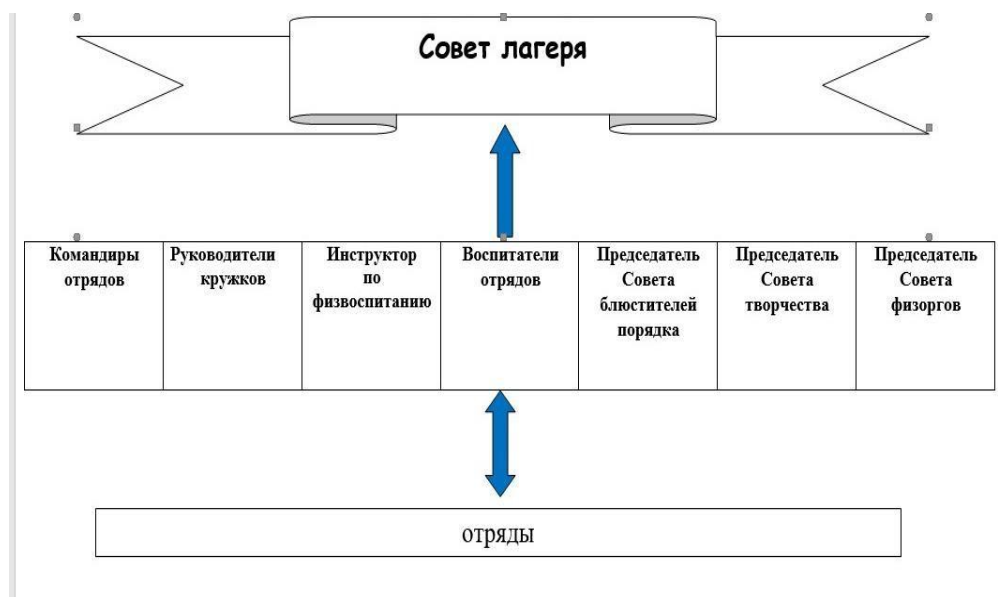 Совет лагеря
Командиры
отрядов
Руководители
кружков
Инструктор
по
физвоспитанию
Воспитатели
отрядов
Председатель
Совета
блюстителей
порядка
Председатель
Совета
творчества
Председатель
Совета
физоргов
отряды